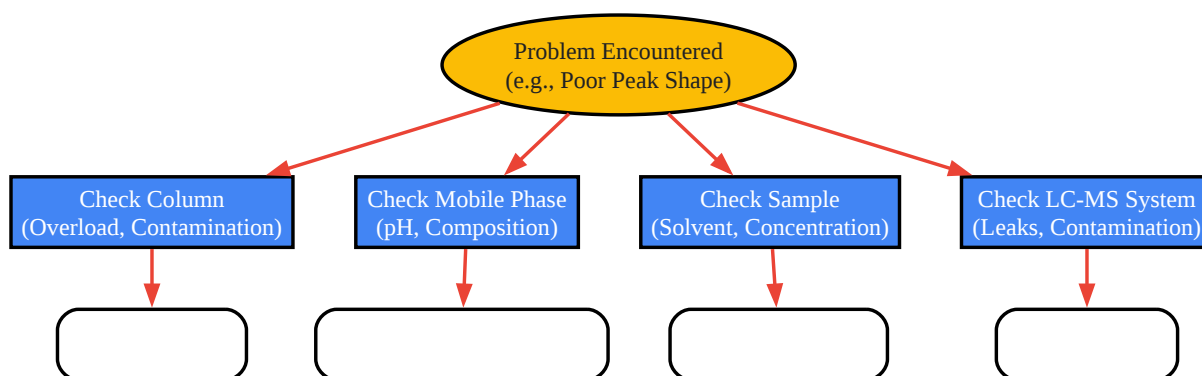 Problem Encountered
(e.g., Poor Peak Shape)
Check Column
(Overload, Contamination)
Check Mobile Phase
(pH, Composition)
Check Sample
(Solvent, Concentration)
Check LC-MS System
(Leaks, Contamination)